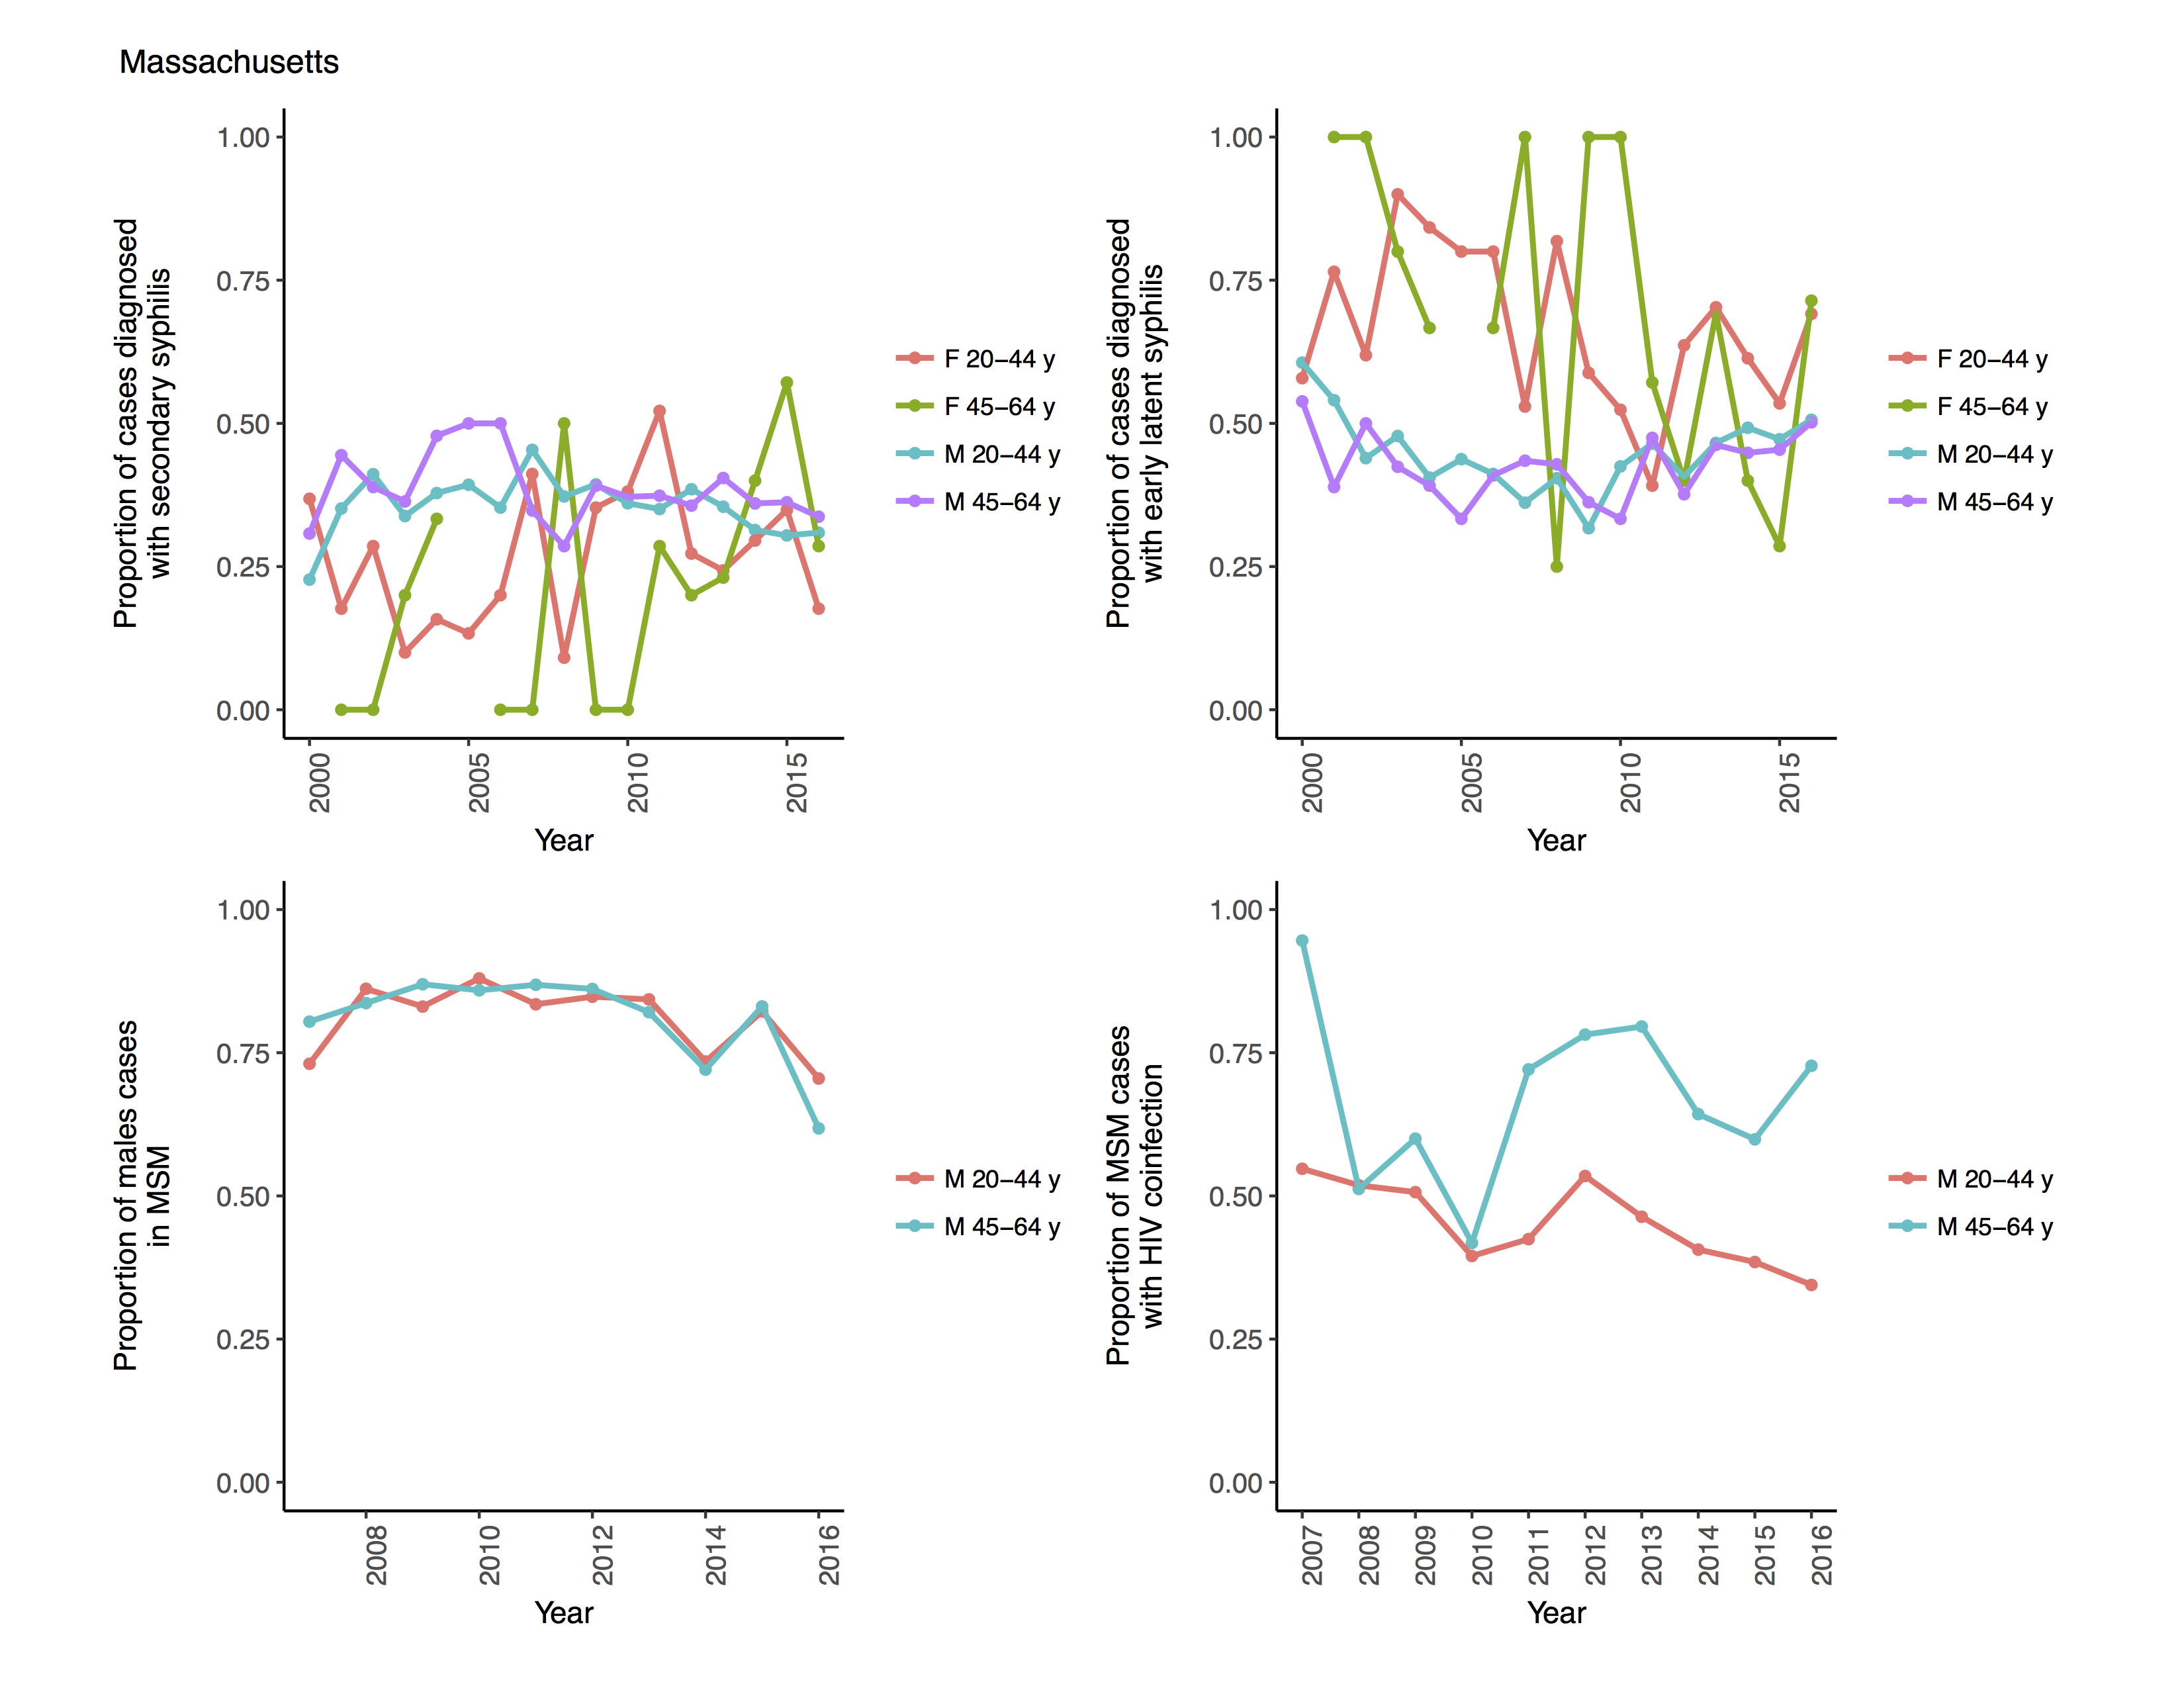 Massachusetts
Proportion of cases diagnosed
with secondary syphilis
1.00
0.75
0.50
0.25
0.00
2000
2005
2010
2015
Year
F 20−44 y
F 45−64 y
M 20−44 y
M 45−64 y
Proportion of cases diagnosed
with early latent syphilis
1.00
0.75
0.50
0.25
0.00
2000
2005
2010
2015
Year
F 20−44 y
F 45−64 y
M 20−44 y
M 45−64 y
Proportion of males cases
in MSM
1.00
0.75
0.50
0.25
0.00
2008
2010
2012
2014
2016
Year
M 20−44 y
M 45−64 y
Proportion of MSM cases
with HIV coinfection
1.00
0.75
0.50
0.25
0.00
2007
2008
2009
2010
2011
2012
2013
2014
2015
2016
Year
M 20−44 y
M 45−64 y